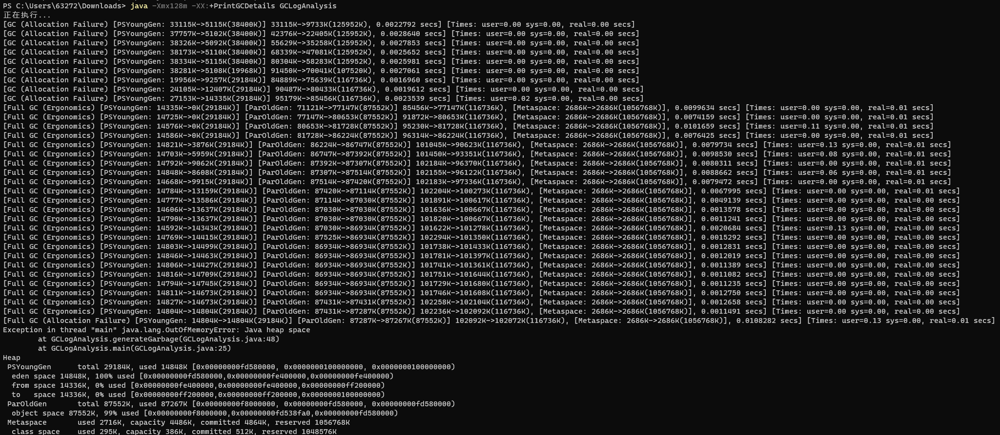 PS C:\Users\63272\Downloads> java -Xmx128m -XX:+PrintGCDetails GCLogAnalysis
正在执行...
[GC (Allocation Failure) [PSYoungGen: 33115K->5115K(38400K)] 33115K->9733K(125952K), 0.0022792 secs] [Times: user=0.00 sys=0.00, real=0.00 secs]
[GC (Allocation Failure) [PSYoungGen: 37757K->5102K(38400K)] 42376K->22405K(125952K), 0.0028640 secs] [Times: user=0.00 sys=0.00, real=0.00 secs]
[GC (Allocation Failure) [PSYoungGen: 38326K->5092K(38400K)] 55629K->35258K(125952K), 0.0027853 secs] [Times: user=0.00 sys=0.00, real=0.00 secs]
[GC (Allocation Failure) [PSYoungGen: 38173K->5110K(38400K)] 68339K->47081K(125952K), 0.0025652 secs] [Times: user=0.00 sys=0.00, real=0.00 secs]
[GC (Allocation Failure) [PSYoungGen: 38334K->5115K(38400K)] 80304K->58283K(125952K), 0.0025981 secs] [Times: user=0.00 sys=0.00, real=0.00 secs]
[GC (Allocation Failure) [PSYoungGen: 38281K->5108K(19968K)] 91450K->70041K(107520K), 0.0027061 secs] [Times: user=0.00 sys=0.00, real=0.00 secs]
[GC (Allocation Failure) [PSYoungGen: 19956K->9257K(29184K)] 84889K->75639K(116736K), 0.0016960 secs] [Times: user=0.00 sys=0.00, real=0.00 secs]
[GC (Allocation Failure) [PSYoungGen: 24105K->12407K(29184K)] 90487K->80433K(116736K), 0.0019612 secs] [Times: user=0.00 sys=0.00, real=0.00 secs]
[GC (Allocation Failure) [PSYoungGen: 27153K->14335K(29184K)] 95179K->85456K(116736K), 0.0023539 secs] [Times: user=0.02 sys=0.00, real=0.00 secs]
[Full GC (Ergonomics) [PSYoungGen: 14335K->0K(29184K)] [ParOldGen: 71121K->77147K(87552K)] 85456K->77147K(116736K), [Metaspace: 2686K->2686K(1056768K)], 0.0099634 secs] [Times: user=0.00 sys=0.00, real=0.01 secs]
[Full GC (Ergonomics) [PSYoungGen: 14725K->0K(29184K)] [ParOldGen: 77147K->80653K(87552K)] 91872K->80653K(116736K), [Metaspace: 2686K->2686K(1056768K)], 0.0074159 secs] [Times: user=0.00 sys=0.00, real=0.01 secs]
[Full GC (Ergonomics) [PSYoungGen: 14576K->0K(29184K)] [ParOldGen: 80653K->81728K(87552K)] 95230K->81728K(116736K), [Metaspace: 2686K->2686K(1056768K)], 0.0101659 secs] [Times: user=0.11 sys=0.00, real=0.01 secs]
[Full GC (Ergonomics) [PSYoungGen: 14586K->0K(29184K)] [ParOldGen: 81728K->86224K(87552K)] 96314K->86224K(116736K), [Metaspace: 2686K->2686K(1056768K)], 0.0076425 secs] [Times: user=0.00 sys=0.00, real=0.01 secs]
[Full GC (Ergonomics) [PSYoungGen: 14821K->3876K(29184K)] [ParOldGen: 86224K->86747K(87552K)] 101045K->90623K(116736K), [Metaspace: 2686K->2686K(1056768K)], 0.0079734 secs] [Times: user=0.13 sys=0.00, real=0.01 secs]
[Full GC (Ergonomics) [PSYoungGen: 14703K->5959K(29184K)] [ParOldGen: 86747K->87392K(87552K)] 101450K->93351K(116736K), [Metaspace: 2686K->2686K(1056768K)], 0.0098530 secs] [Times: user=0.08 sys=0.00, real=0.01 secs]
[Full GC (Ergonomics) [PSYoungGen: 14792K->9062K(29184K)] [ParOldGen: 87392K->87307K(87552K)] 102184K->96370K(116736K), [Metaspace: 2686K->2686K(1056768K)], 0.0080311 secs] [Times: user=0.00 sys=0.00, real=0.01 secs]
[Full GC (Ergonomics) [PSYoungGen: 14848K->8608K(29184K)] [ParOldGen: 87307K->87514K(87552K)] 102155K->96122K(116736K), [Metaspace: 2686K->2686K(1056768K)], 0.0088662 secs] [Times: user=0.06 sys=0.00, real=0.01 secs]
[Full GC (Ergonomics) [PSYoungGen: 14668K->9915K(29184K)] [ParOldGen: 87514K->87420K(87552K)] 102183K->97336K(116736K), [Metaspace: 2686K->2686K(1056768K)], 0.0079472 secs] [Times: user=0.00 sys=0.00, real=0.01 secs]
[Full GC (Ergonomics) [PSYoungGen: 14784K->13159K(29184K)] [ParOldGen: 87420K->87114K(87552K)] 102204K->100273K(116736K), [Metaspace: 2686K->2686K(1056768K)], 0.0067995 secs] [Times: user=0.00 sys=0.00, real=0.01 secs]
[Full GC (Ergonomics) [PSYoungGen: 14777K->13586K(29184K)] [ParOldGen: 87114K->87030K(87552K)] 101891K->100617K(116736K), [Metaspace: 2686K->2686K(1056768K)], 0.0049139 secs] [Times: user=0.00 sys=0.00, real=0.00 secs]
[Full GC (Ergonomics) [PSYoungGen: 14606K->13637K(29184K)] [ParOldGen: 87030K->87030K(87552K)] 101636K->100667K(116736K), [Metaspace: 2686K->2686K(1056768K)], 0.0013578 secs] [Times: user=0.00 sys=0.00, real=0.00 secs]
[Full GC (Ergonomics) [PSYoungGen: 14790K->13637K(29184K)] [ParOldGen: 87030K->87030K(87552K)] 101820K->100667K(116736K), [Metaspace: 2686K->2686K(1056768K)], 0.0011241 secs] [Times: user=0.00 sys=0.00, real=0.00 secs]
[Full GC (Ergonomics) [PSYoungGen: 14592K->14343K(29184K)] [ParOldGen: 87030K->86934K(87552K)] 101622K->101278K(116736K), [Metaspace: 2686K->2686K(1056768K)], 0.0020684 secs] [Times: user=0.13 sys=0.00, real=0.00 secs]
[Full GC (Ergonomics) [PSYoungGen: 14769K->14415K(29184K)] [ParOldGen: 87525K->86934K(87552K)] 102294K->101350K(116736K), [Metaspace: 2686K->2686K(1056768K)], 0.0015292 secs] [Times: user=0.00 sys=0.00, real=0.00 secs]
[Full GC (Ergonomics) [PSYoungGen: 14803K->14499K(29184K)] [ParOldGen: 86934K->86934K(87552K)] 101738K->101433K(116736K), [Metaspace: 2686K->2686K(1056768K)], 0.0012831 secs] [Times: user=0.00 sys=0.00, real=0.00 secs]
[Full GC (Ergonomics) [PSYoungGen: 14846K->14463K(29184K)] [ParOldGen: 86934K->86934K(87552K)] 101781K->101397K(116736K), [Metaspace: 2686K->2686K(1056768K)], 0.0012019 secs] [Times: user=0.00 sys=0.00, real=0.00 secs]
[Full GC (Ergonomics) [PSYoungGen: 14806K->14427K(29184K)] [ParOldGen: 86934K->86934K(87552K)] 101741K->101361K(116736K), [Metaspace: 2686K->2686K(1056768K)], 0.0011389 secs] [Times: user=0.00 sys=0.00, real=0.00 secs]
[Full GC (Ergonomics) [PSYoungGen: 14816K->14709K(29184K)] [ParOldGen: 86934K->86934K(87552K)] 101751K->101644K(116736K), [Metaspace: 2686K->2686K(1056768K)], 0.0011082 secs] [Times: user=0.00 sys=0.00, real=0.00 secs]
[Full GC (Ergonomics) [PSYoungGen: 14794K->14745K(29184K)] [ParOldGen: 86934K->86934K(87552K)] 101729K->101680K(116736K), [Metaspace: 2686K->2686K(1056768K)], 0.0011235 secs] [Times: user=0.00 sys=0.00, real=0.00 secs]
[Full GC (Ergonomics) [PSYoungGen: 14811K->14673K(29184K)] [ParOldGen: 86934K->86934K(87552K)] 101746K->101608K(116736K), [Metaspace: 2686K->2686K(1056768K)], 0.0012750 secs] [Times: user=0.00 sys=0.00, real=0.00 secs]
[Full GC (Ergonomics) [PSYoungGen: 14827K->14673K(29184K)] [ParOldGen: 87431K->87431K(87552K)] 102258K->102104K(116736K), [Metaspace: 2686K->2686K(1056768K)], 0.0012658 secs] [Times: user=0.00 sys=0.00, real=0.00 secs]
[Full GC (Ergonomics) [PSYoungGen: 14804K->14804K(29184K)] [ParOldGen: 87431K->87287K(87552K)] 102236K->102092K(116736K), [Metaspace: 2686K->2686K(1056768K)], 0.0011491 secs] [Times: user=0.00 sys=0.00, real=0.00 secs]
[Full GC (Allocation Failure) [PSYoungGen: 14804K->14804K(29184K)] [ParOldGen: 87287K->87267K(87552K)] 102092K->102072K(116736K), [Metaspace: 2686K->2686K(1056768K)], 0.0108282 secs] [Times: user=0.13 sys=0.00, real=0.01 secs]
Exception in thread "main" java.lang.OutOfMemoryError: Java heap space
        at GCLogAnalysis.generateGarbage(GCLogAnalysis.java:48)
        at GCLogAnalysis.main(GCLogAnalysis.java:25)
Heap
 PSYoungGen      total 29184K, used 14848K [0x00000000fd580000, 0x0000000100000000, 0x0000000100000000)
  eden space 14848K, 100% used [0x00000000fd580000,0x00000000fe400000,0x00000000fe400000)
  from space 14336K, 0% used [0x00000000fe400000,0x00000000fe400000,0x00000000ff200000)
  to   space 14336K, 0% used [0x00000000ff200000,0x00000000ff200000,0x0000000100000000)
 ParOldGen       total 87552K, used 87267K [0x00000000f8000000, 0x00000000fd580000, 0x00000000fd580000)
  object space 87552K, 99% used [0x00000000f8000000,0x00000000fd538fa0,0x00000000fd580000)
 Metaspace       used 2716K, capacity 4486K, committed 4864K, reserved 1056768K
  class space    used 295K, capacity 386K, committed 512K, reserved 1048576K